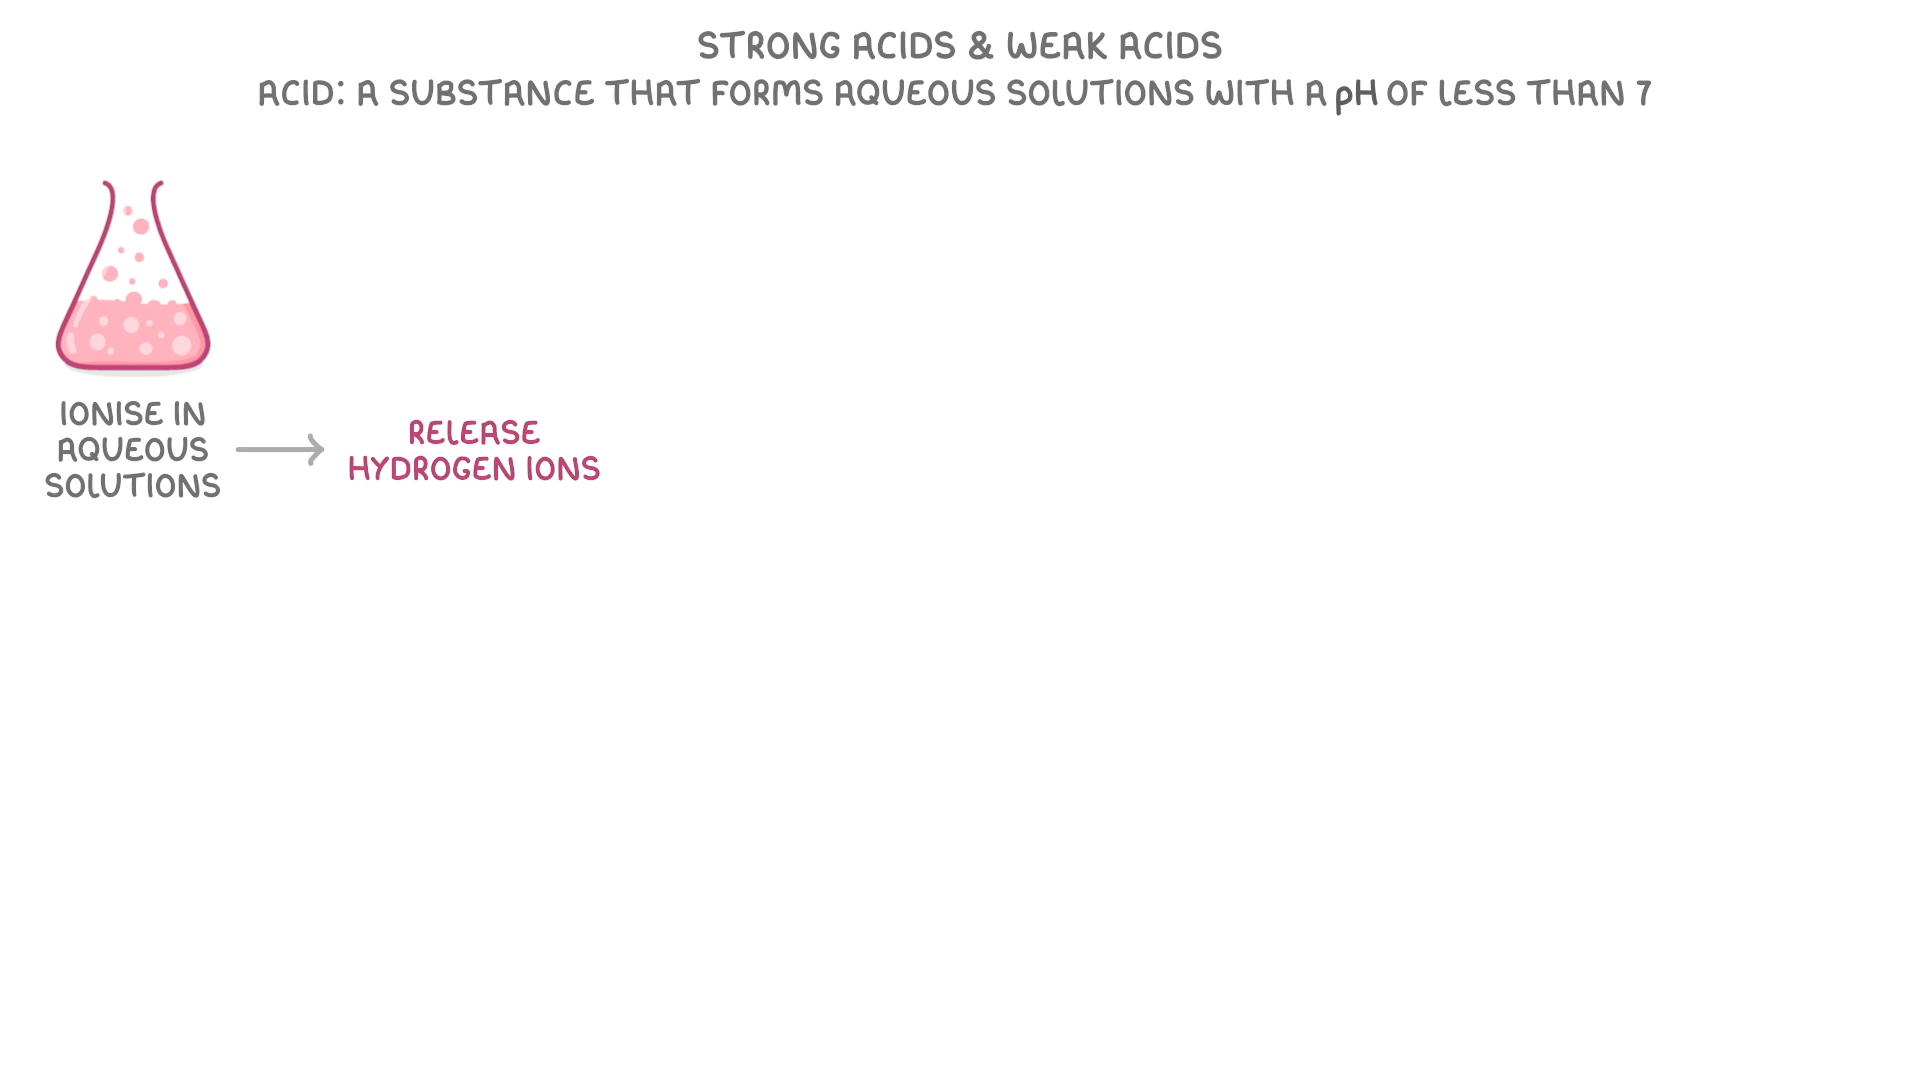 STRONG ACIDS & WEAK ACIDS
ACID: A SUBSTANCE THAT FORMS AQUEOUS SOLUTIONS WITH A pH OF LESS THAN 7
IONISE IN
AQUEOUS
SOLUTIONS
RELEASE
HYDROGEN IONS